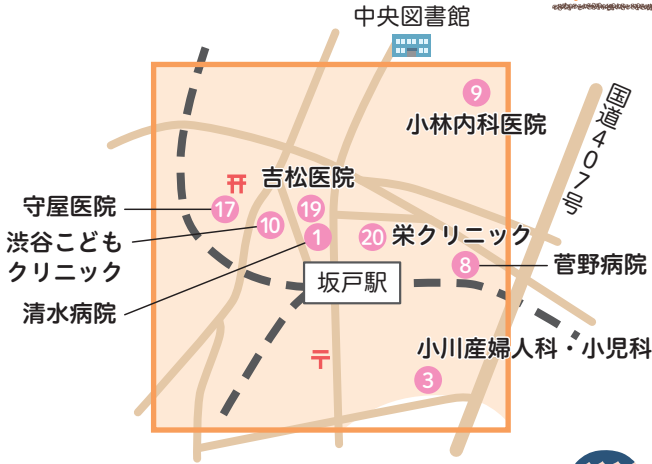 中央図書館
国道407号
9
小林内科医院
吉松医院
守屋医院
17
19
渋谷こども
クリニック
10
1
20
栄クリニック
8
菅野病院
清水病院
坂戸駅
小川産婦人科・小児科
3